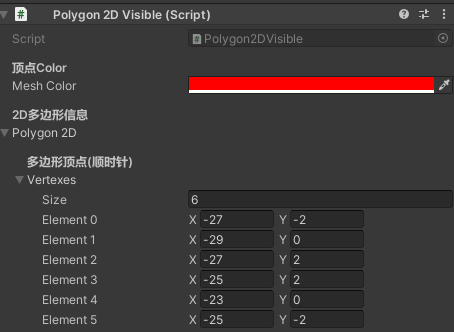 Polygon 2D Visible (Script)
Script Polygon2DVisible
顶点Color
Mesh Color
2D多边形信息
Polygon 2D
多边形顶点(顺时针)
Vertexes
Size 6
Element 0 X -27 Y -2
Element 1 X -29 Y 0
Element 2 X -27 Y 2
Element 3 X -25 Y 2
Element 4 X -23 Y 0
Element 5 X -25 Y -2